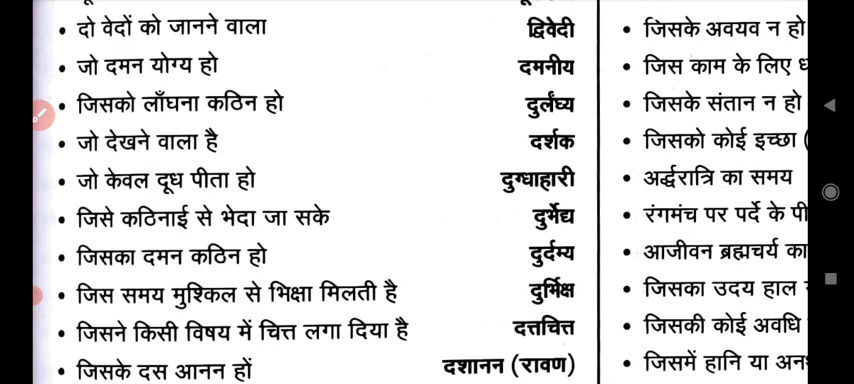 दो वेदों को जानने वाला द्विवेदी
जो दमन योग्य हो दमनीय
जिसको लाँघना कठिन हो दुर्लंघ्य
जो देखने वाला है दर्शक
जो केवल दूध पीता हो दुग्धाहारी
जिसे कठिनाई से भेदा जा सके दुर्भेद्य
जिसका दमन कठिन हो दुर्दम्य
जिस समय मुश्किल से भिक्षा मिलती है दुर्भिक्ष
जिसने किसी विषय में चित्त लगा दिया है दत्तचित्त
जिसके दस आनन हों दशानन (रावण)
जिसके अवयव न हो
जिस काम के लिए
जिसके संतान न हो
जिसको कोई इच्छा (
अर्द्धरात्रि का समय
रंगमंच पर पर्दे के
आजीवन ब्रह्मचर्य का
जिसका उदय हाल
जिसकी कोई अवधि
जिसमें हानि या